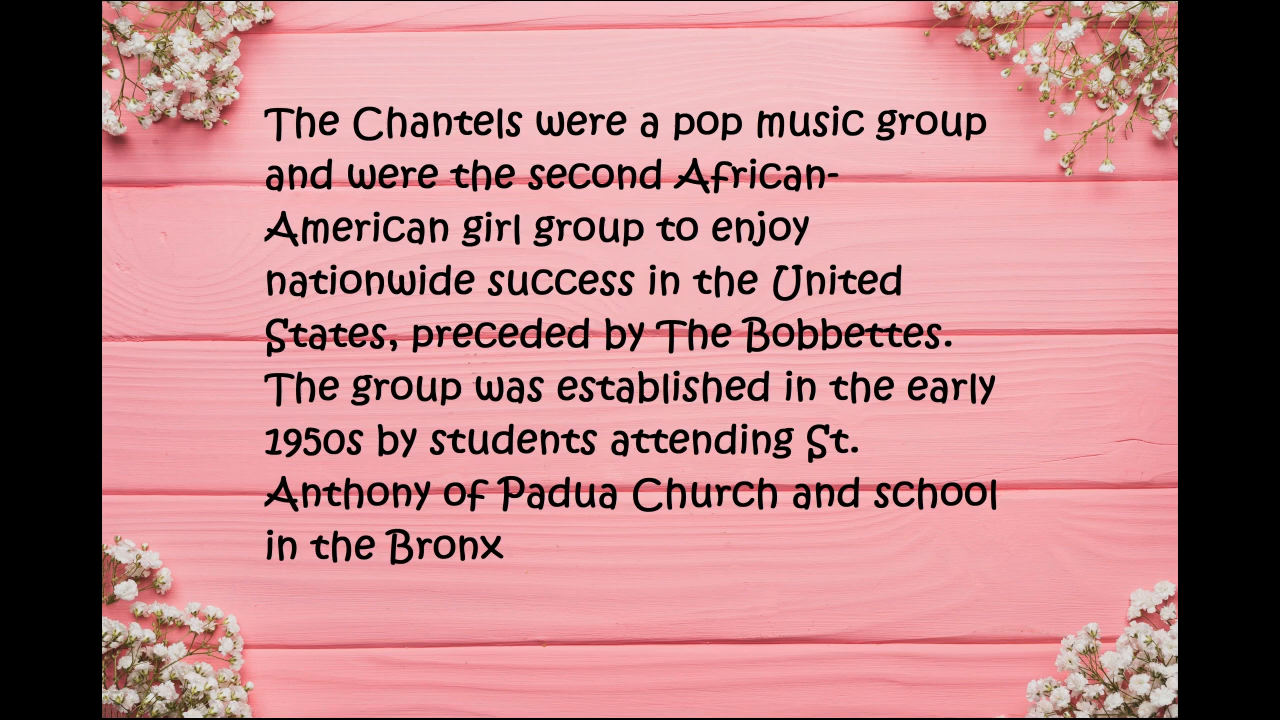 The Chantels were a pop music group
and were the second African-
American girl group to enjoy
nationwide success in the United
States, preceded by The Bobbettes.
The group was established in the early
1950s by students attending St.
Anthony of Padua Church and school
in the Bronx